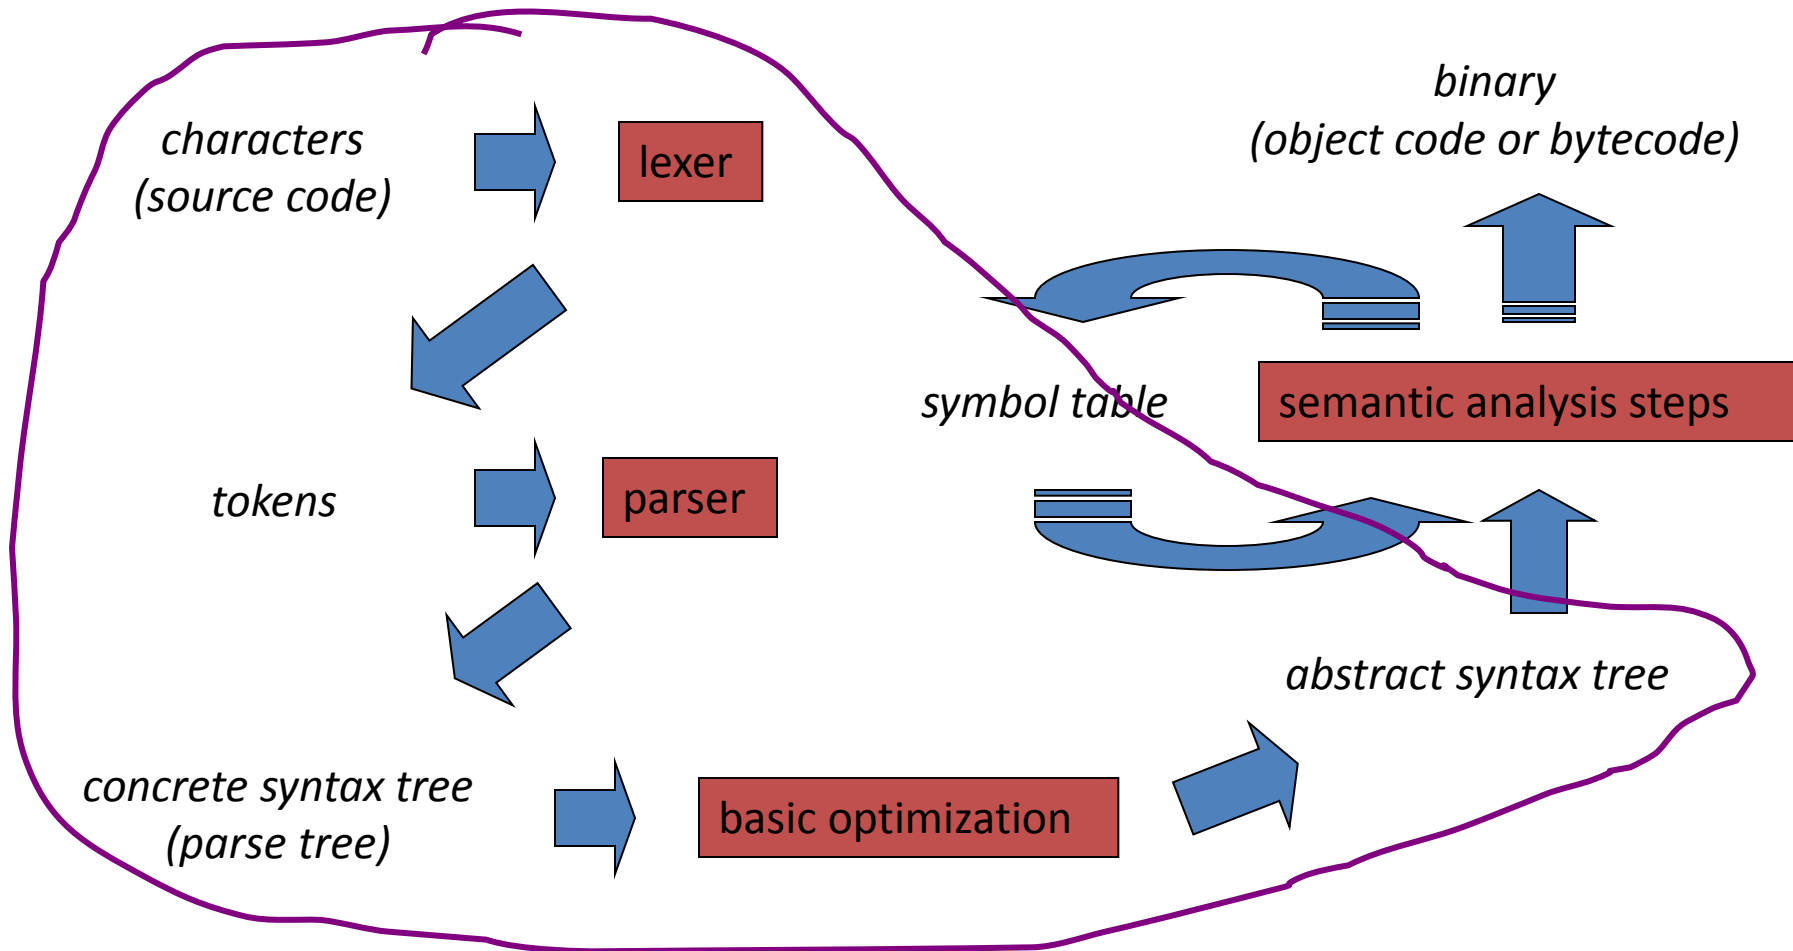 characters
(source code)
lexer
binary
(object code or bytecode)
symbol table
semantic analysis steps
tokens
parser
abstract syntax tree
concrete syntax tree
(parse tree)
basic optimization